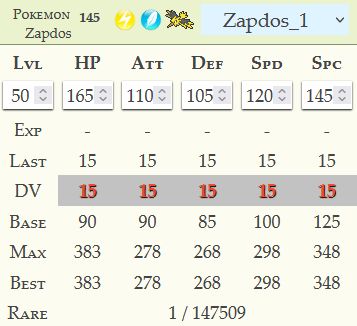 Pokemon 145 Zapdos_1
Zapdos
Lvl HP Att Def Spd Spc
50 165 110 105 120 145
Exp - - - - -
Last 15 15 15 15 15
DV 15 15 15 15 15
Base 90 90 85 100 125
Max 383 278 268 298 348
Best 383 278 268 298 348
Rare 1 / 147509